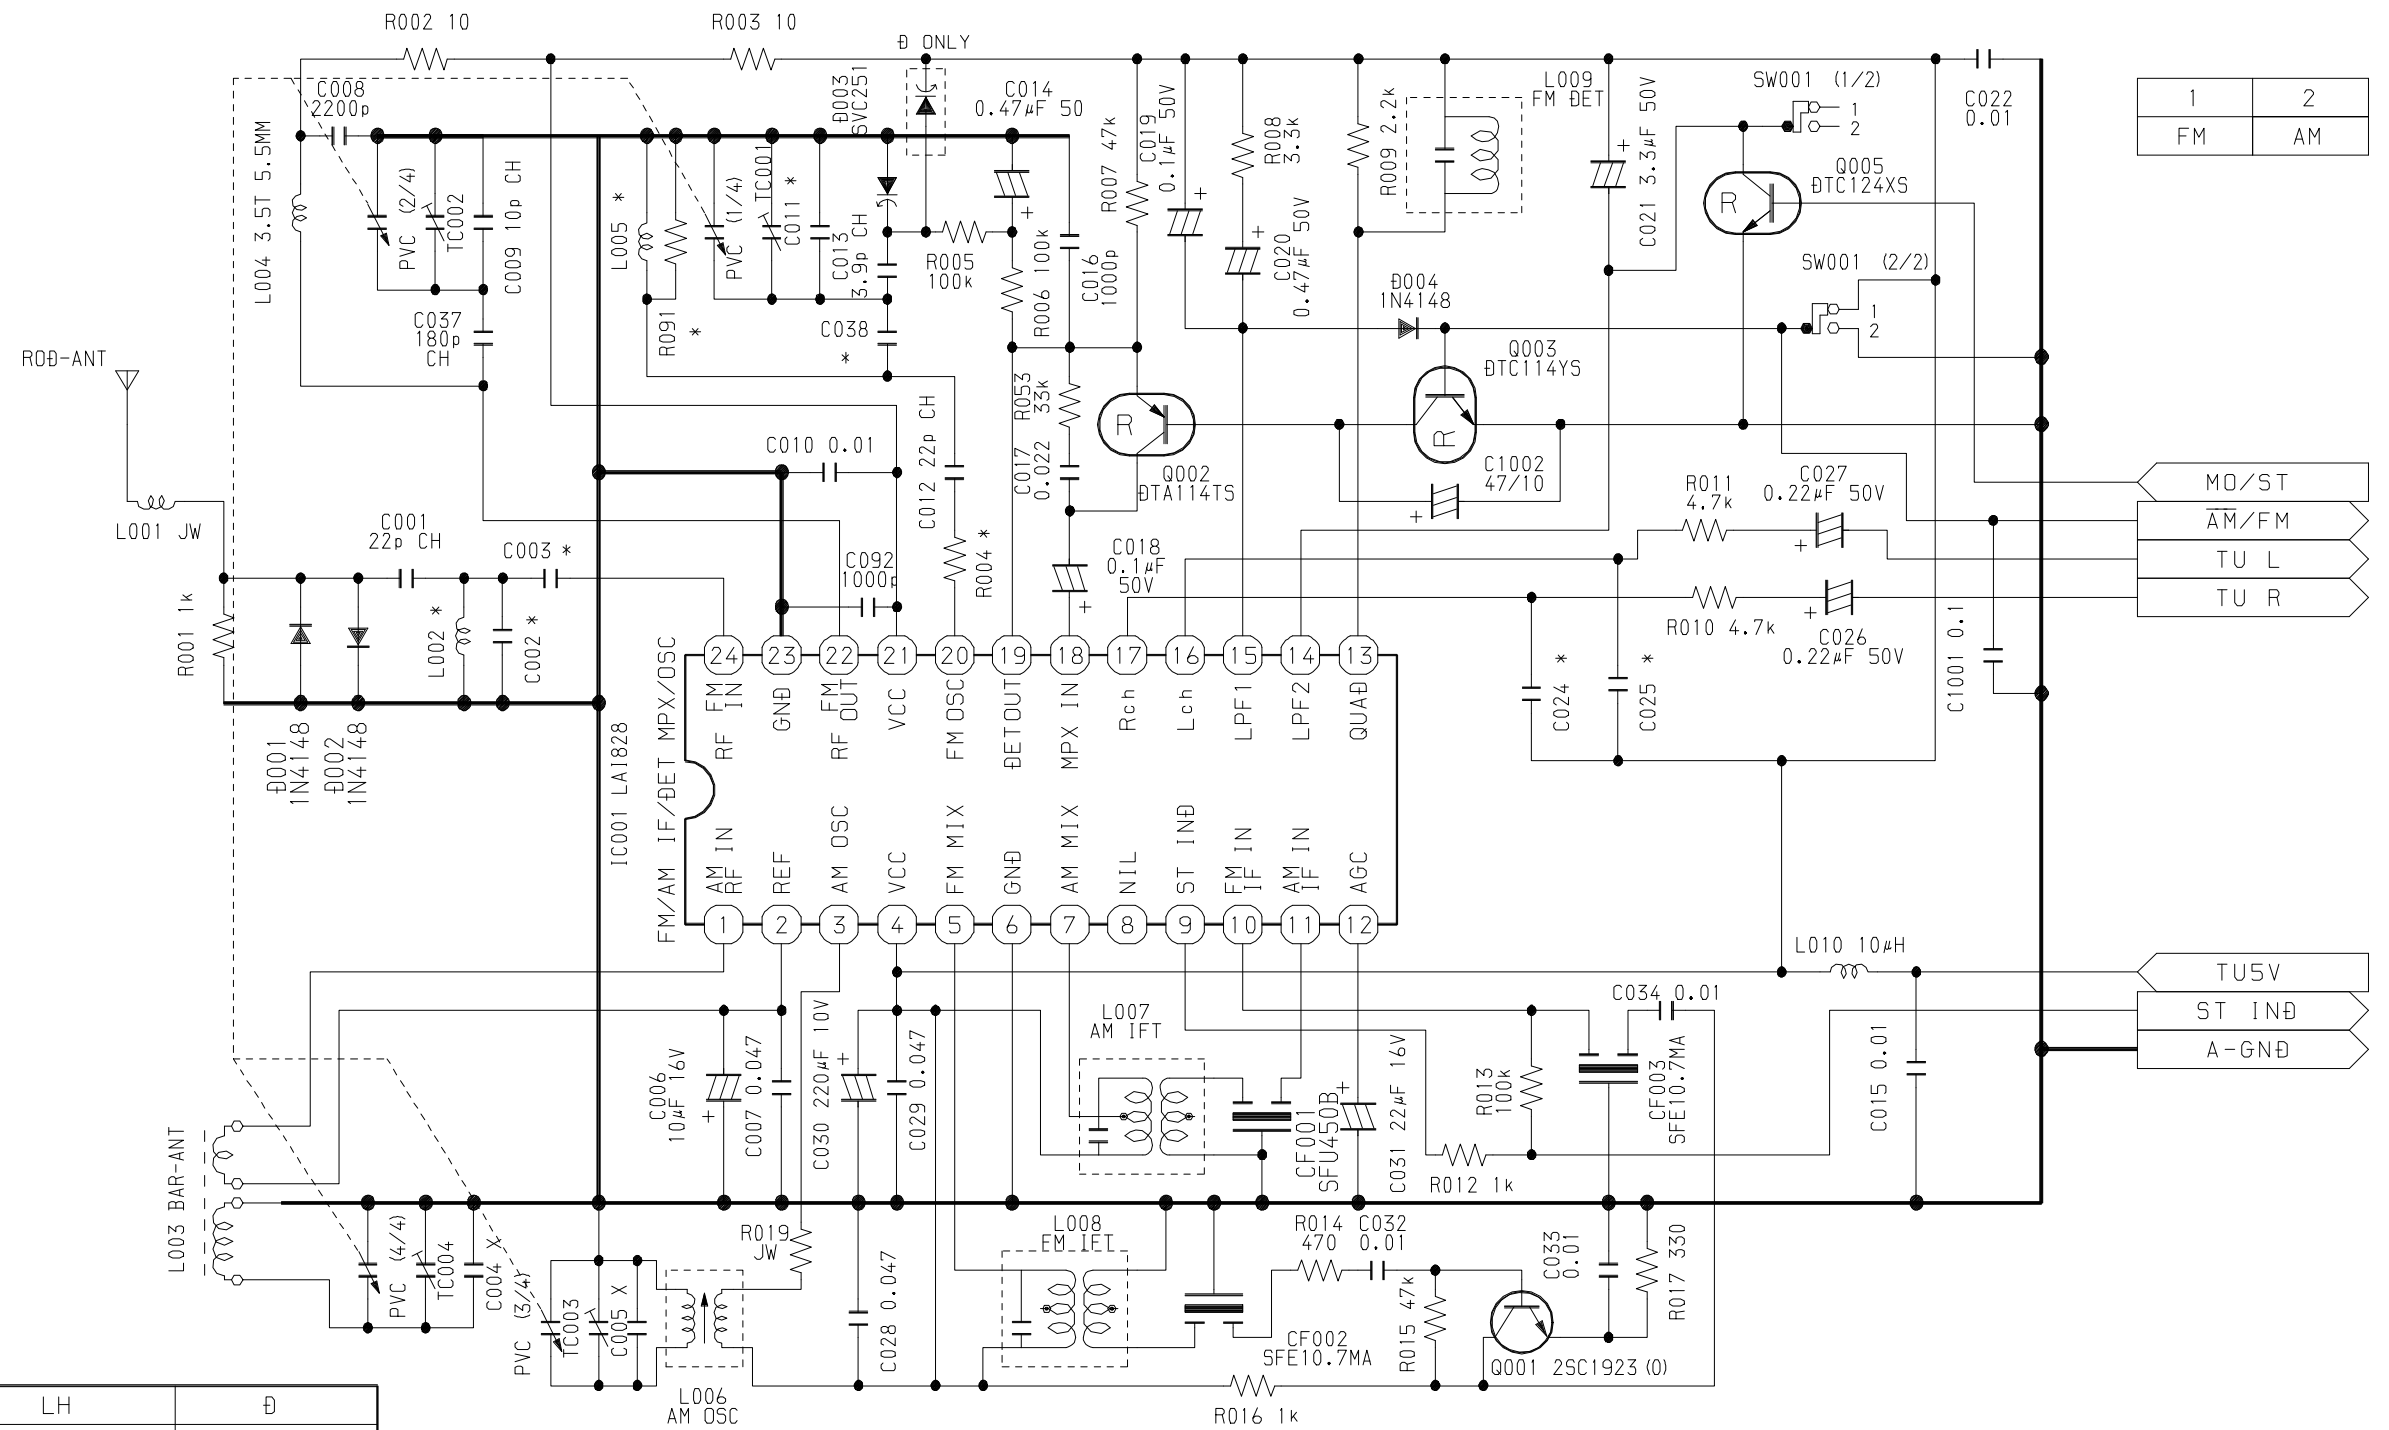 R002 10
R003 10
Đ ONLY
C008
2200p
L004 3.5T 5.5MM
PVC (2/4)
TC002
C009 10p CH
C037
180p
CH
L005 *
R091 *
PVC (1/4)
TC001
C011 *
C013
3.9p CH
Đ003
SVC251
C038
*
C014
0.47µF 50
R005
100k
R006 100k
C016
1000p
R007 47k
C019
0.1µF 50V
R008
3.3k
C020
0.47µF 50V
R009 2.2k
L009
FM ĐET
C021 3.3µF 50V
SW001 (1/2)
1
2
C022
0.01
1
2
FM
AM
R
Q005
ĐTC124XS
SW001 (2/2)
1
2
Đ004
1N4148
Q003
ĐTC114YS
R
R
Q002
ĐTA114TS
C1002
47/10
+
+
+
+
+
ROĐ-ANT
L001 JW
C001
22p CH
C003 *
R001 1k
L002 *
C002 *
Đ001
1N4148
Đ002
1N4148
C010 0.01
C092
1000p
C012 22p CH
R004 *
R053
33k
C017
0.022
C018
0.1µF
50V
+
R011
4.7k
C027
0.22µF 50V
+
R010 4.7k
C026
0.22µF 50V
+
C024 *
C025 *
C1001 0.1
MO/ST
AM/FM
TU L
TU R
IC001 LA1828
FM/AM IF/ĐET MPX/OSC
24
23
22
21
20
19
18
17
16
15
14
13
FM
RF IN
GNĐ
FM
RF OUT
VCC
FM OSC
ĐETOUT
MPX IN
Rch
Lch
LPF1
LPF2
QUAĐ
AM
RF IN
REF
AM OSC
VCC
FM MIX
GNĐ
AM MIX
NIL
ST INĐ
FM
IF IN
AM
IF IN
AGC
1
2
3
4
5
6
7
8
9
10
11
12
L010 10µH
TU5V
ST INĐ
A-GNĐ
C015 0.01
C006
10µF 16V
+
C007 0.047
C030 220µF 10V
+
C029 0.047
L007
AM IFT
CF001
SFU450B
C031 22µF 16V
+
R013
100k
R012 1k
C034 0.01
CF003
SFE10.7MA
L003 BAR-ANT
PVC (4/4)
TC004
C004 X
PVC (3/4)
TC003
C005 X
L006
AM OSC
R019
JW
C028 0.047
L008
FM IFT
CF002
SFE10.7MA
R014
470
C032
0.01
R015 47k
C033
0.01
R017 330
Q001 2SC1923(O)
R016 1k
LH
Đ